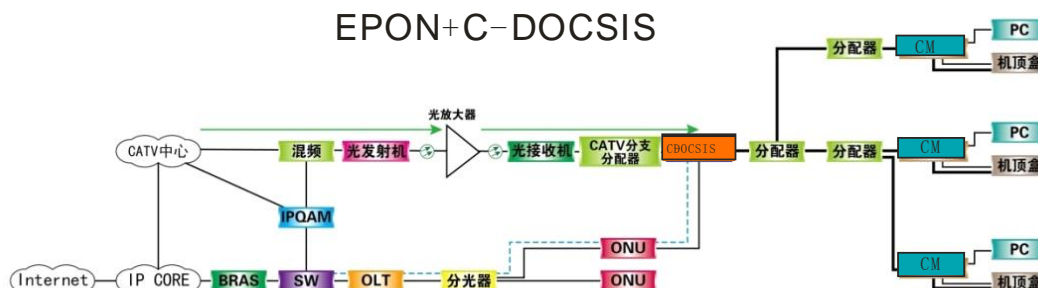 EPON+C-DOCSIS
分配器
CM
PC
机顶盒
光放大器
CATV中心
混频
光发射机
光接收机
CATV分支
分配器
CDOCSIS
分配器
分配器
CM
PC
机顶盒
IPQAM
ONU
CM
PC
机顶盒
Internet
IP CORE
BRAS
SW
OLT
分光器
ONU